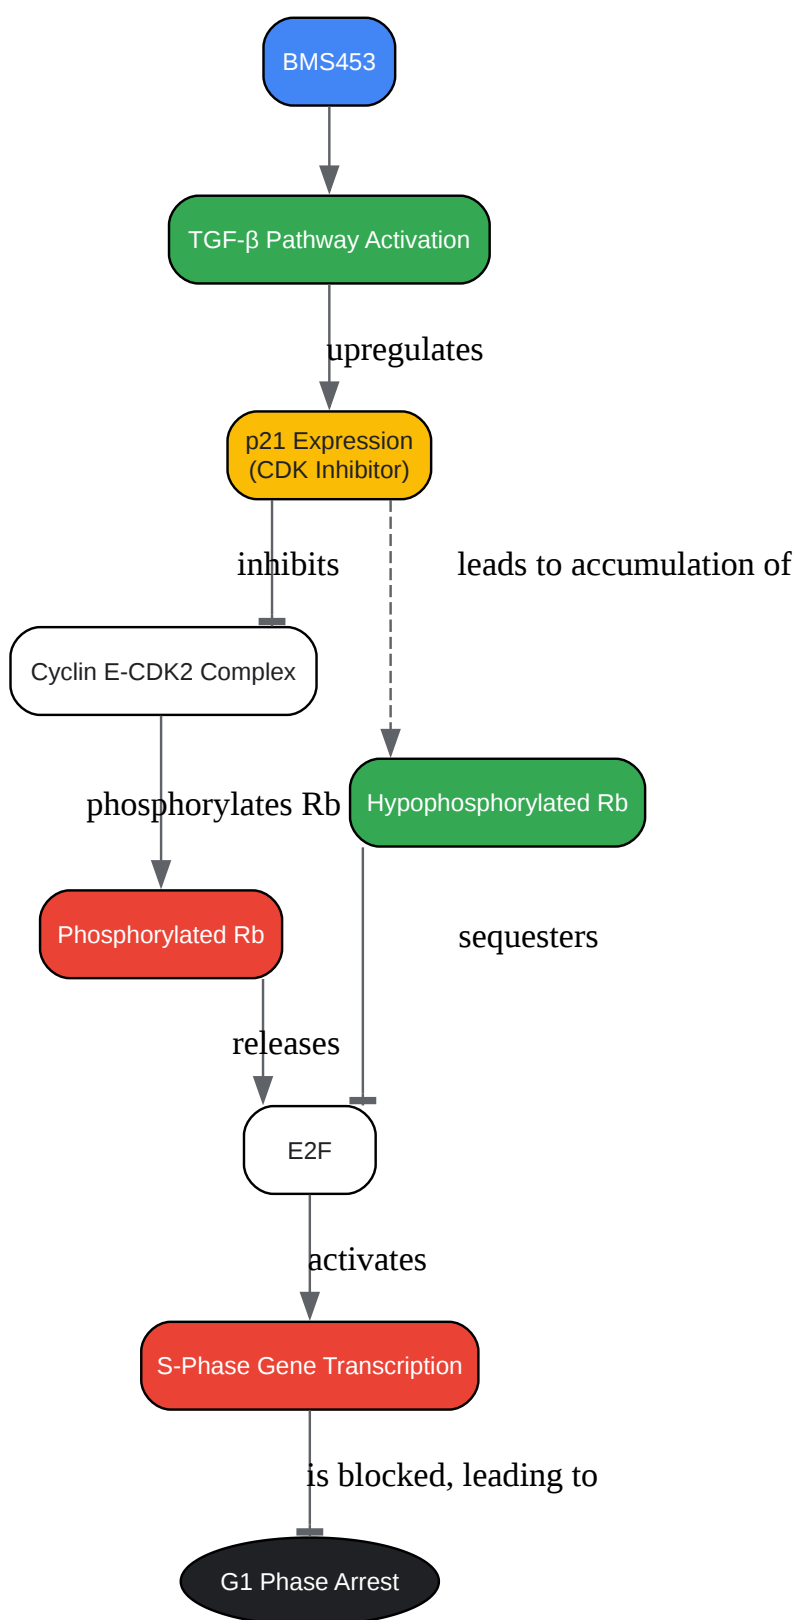 BMS453
TGF-β Pathway Activation
upregulates
p21 Expression
(CDK Inhibitor)
inhibits
leads to accumulation of
Cyclin E-CDK2 Complex
phosphorylates Rb
Hypophosphorylated Rb
Phosphorylated Rb
sequesters
releases
E2F
activates
S-Phase Gene Transcription
is blocked, leading to
G1 Phase Arrest